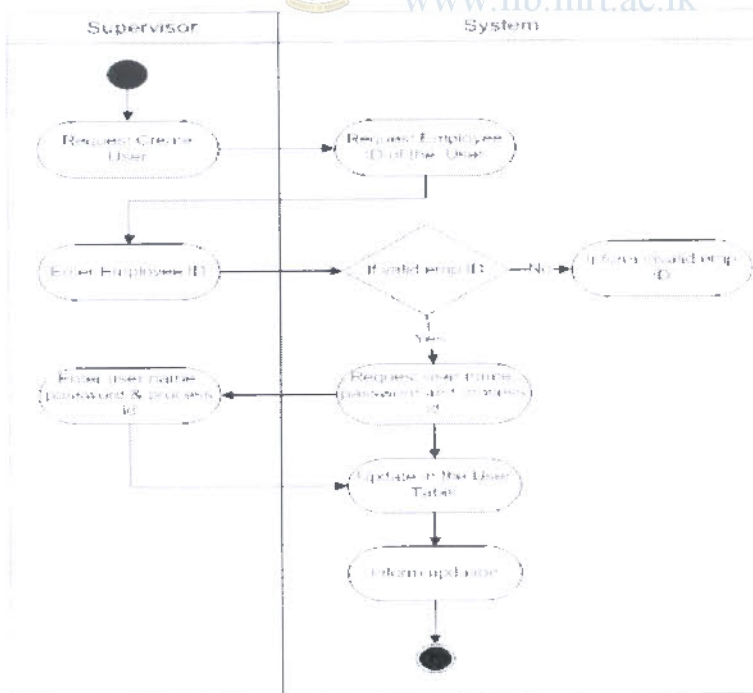 www.lib.mrt.ac.lk
Supervisor
System
Request Create
User
Request Employee
ID of the User
Enter Employee ID
If valid emp ID
No
Inform invalid emp
ID
Yes
Enter user name
password & process
id
Request user name
password and process
id
Update in the User
Table
Inform updation